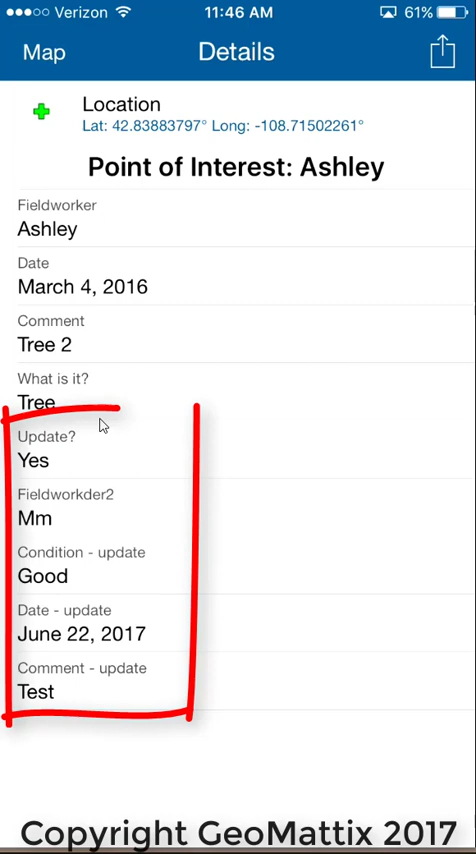 Verizon 11:46 AM 61%
Map Details
Location
Lat: 42.83883797° Long: -108.71502261°
Point of Interest: Ashley
Fieldworker
Ashley
Date
March 4, 2016
Comment
Tree 2
What is it?
Tree
Update?
Yes
Fieldworkder2
Mm
Condition - update
Good
Date - update
June 22, 2017
Comment - update
Test
Copyright GeoMattix 2017